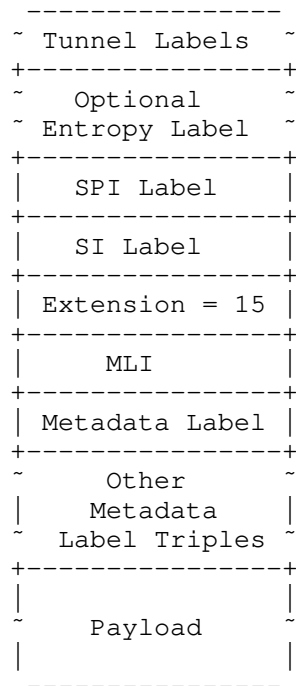 Tunnel Labels
Optional
Entropy Label
SPI Label
SI Label
Extension = 15
MLI
Metadata Label
Other
Metadata
Label Triples
Payload